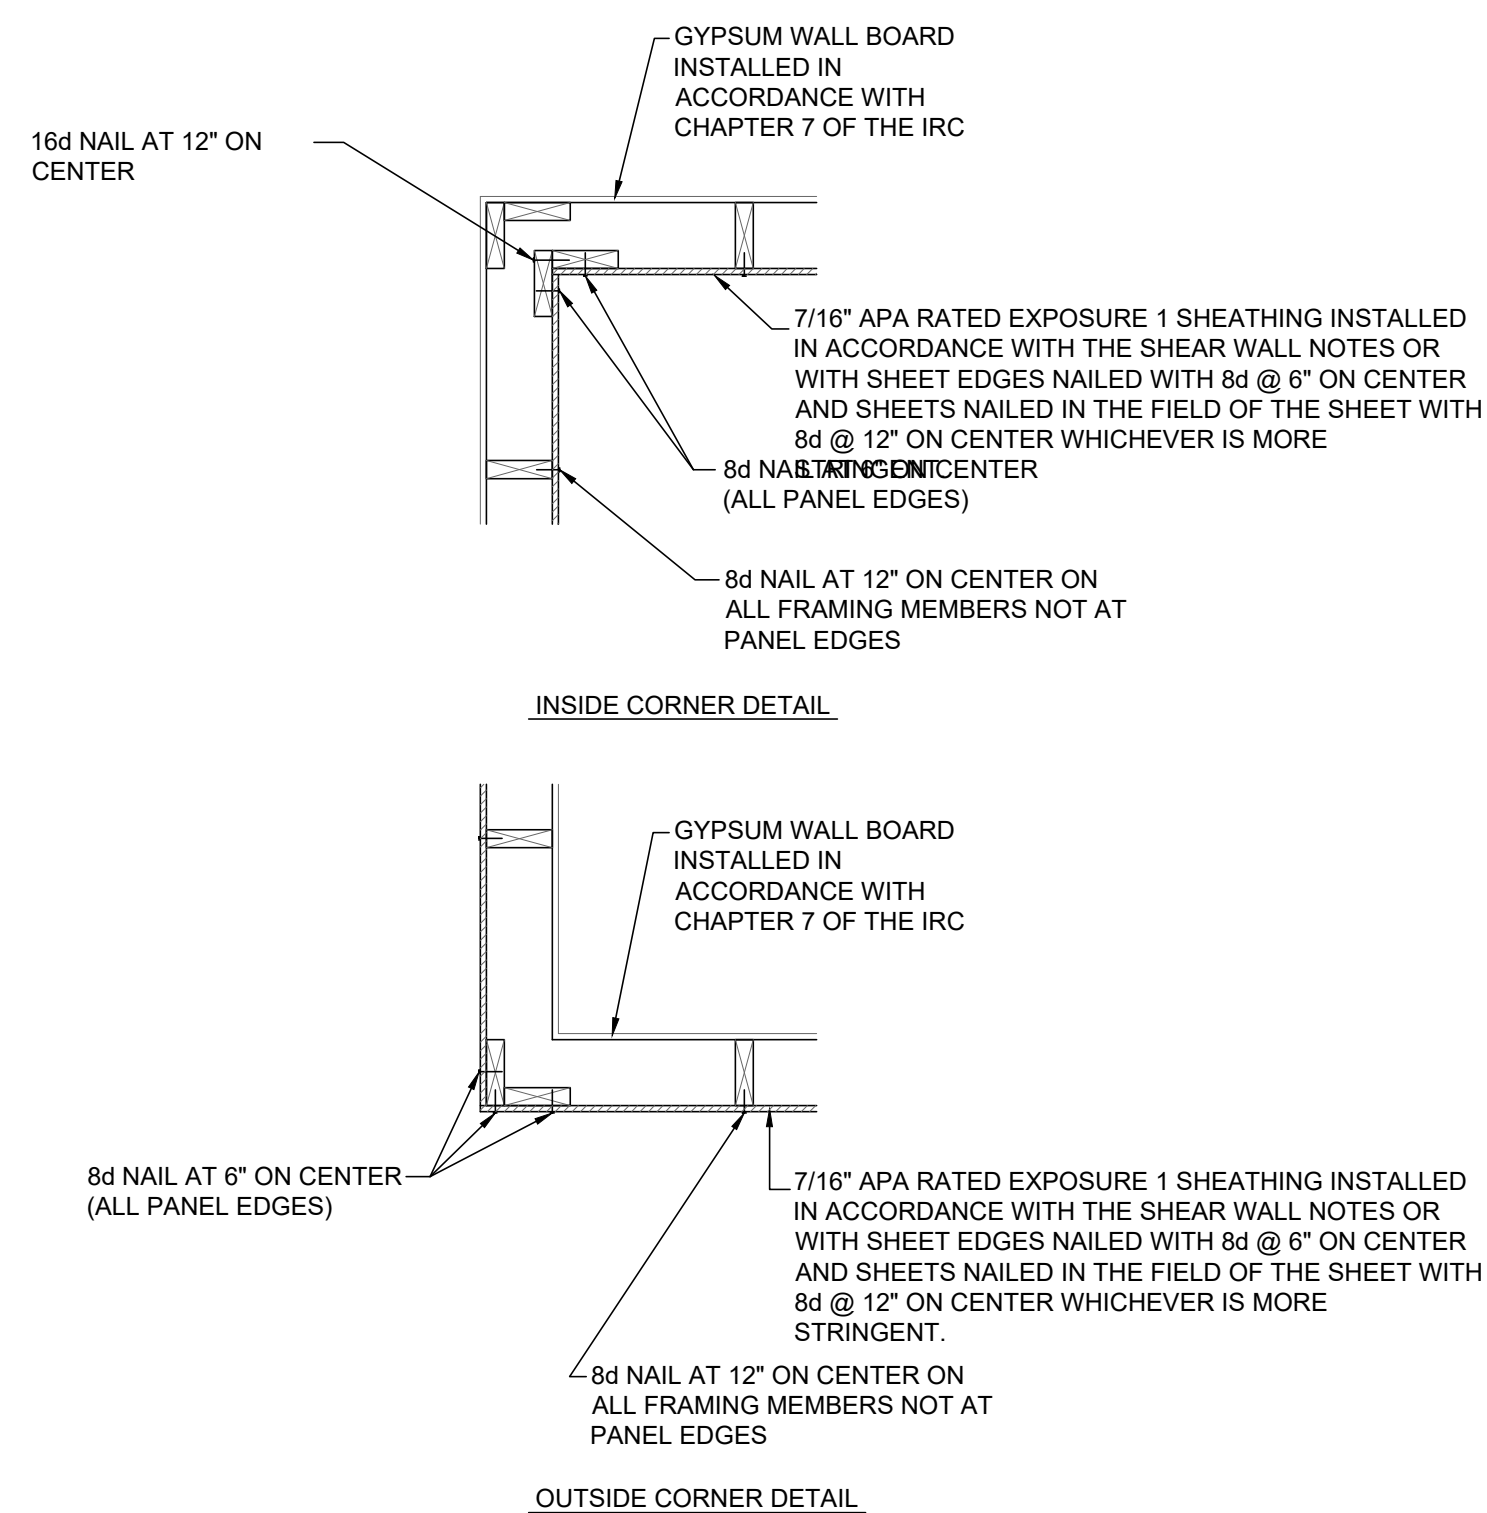 GYPSUM WALL BOARD
INSTALLED IN
ACCORDANCE WITH
CHAPTER 7 OF THE IRC
16d NAIL AT 12" ON
CENTER
7/16" APA RATED EXPOSURE 1 SHEATHING INSTALLED
IN ACCORDANCE WITH THE SHEAR WALL NOTES OR
WITH SHEET EDGES NAILED WITH 8d @ 6" ON CENTER
AND SHEETS NAILED IN THE FIELD OF THE SHEET WITH
8d @ 12" ON CENTER WHICHEVER IS MORE
STRINGENT.
8d NAIL AT 6" ON CENTER
(ALL PANEL EDGES)
8d NAIL AT 12" ON CENTER ON
ALL FRAMING MEMBERS NOT AT
PANEL EDGES
INSIDE CORNER DETAIL
GYPSUM WALL BOARD
INSTALLED IN
ACCORDANCE WITH
CHAPTER 7 OF THE IRC
8d NAIL AT 6" ON CENTER
(ALL PANEL EDGES)
7/16" APA RATED EXPOSURE 1 SHEATHING INSTALLED
IN ACCORDANCE WITH THE SHEAR WALL NOTES OR
WITH SHEET EDGES NAILED WITH 8d @ 6" ON CENTER
AND SHEETS NAILED IN THE FIELD OF THE SHEET WITH
8d @ 12" ON CENTER WHICHEVER IS MORE
STRINGENT.
8d NAIL AT 12" ON CENTER ON
ALL FRAMING MEMBERS NOT AT
PANEL EDGES
OUTSIDE CORNER DETAIL